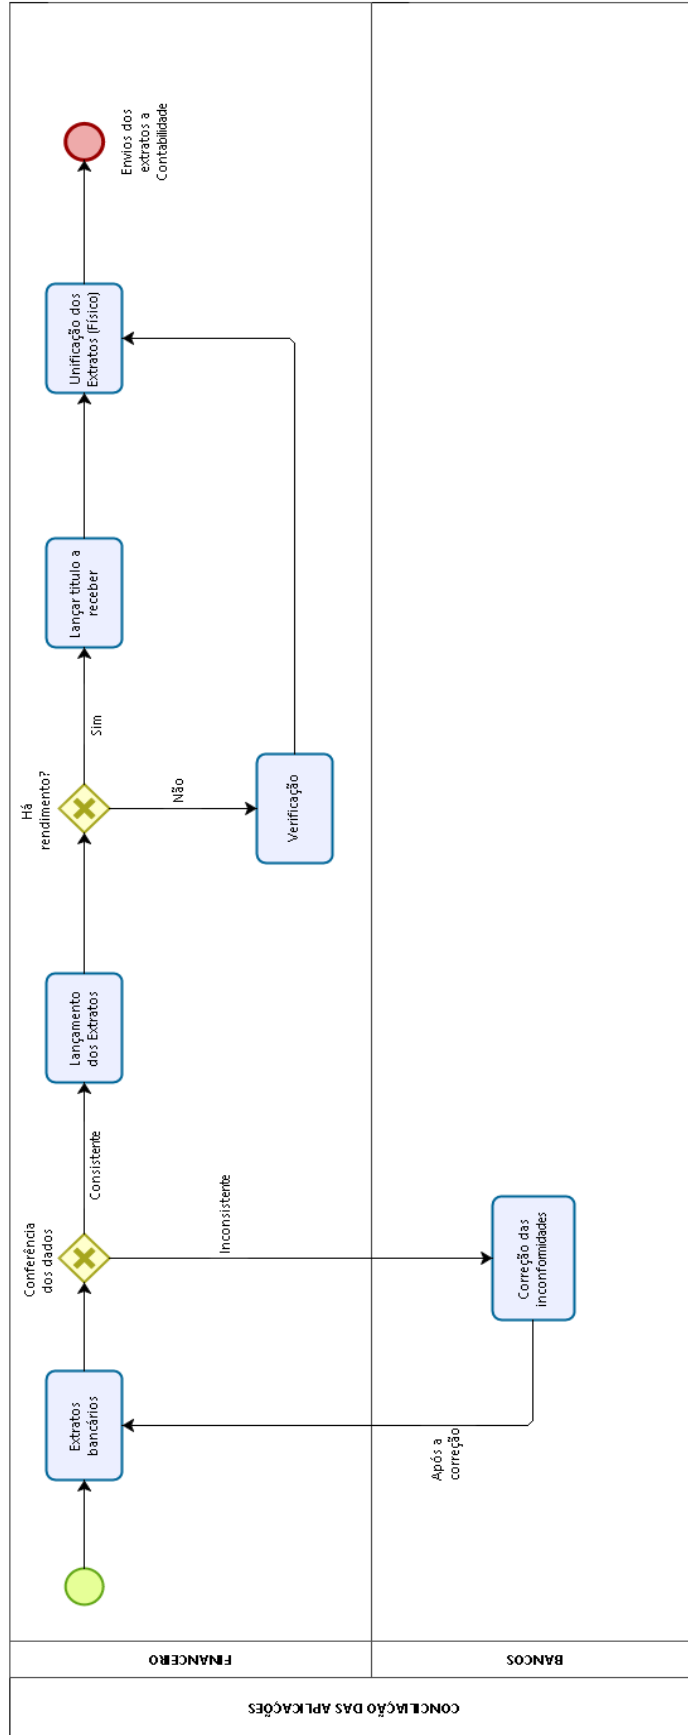 CONCILIAÇÃO DAS APLICAÇÕES
FINANCEIRO
Extratos
bancários
Conferência
dos dados
Consistente
Inconsistente
Lançamento
dos Extratos
Há
rendimento?
Sim
Não
Lançar titulo a
receber
Verificação
Unificação dos
Extratos (Físico)
Envios dos
extratos a
Contabilidade
BANCOS
Correção das
inconformidades
Após a
correção